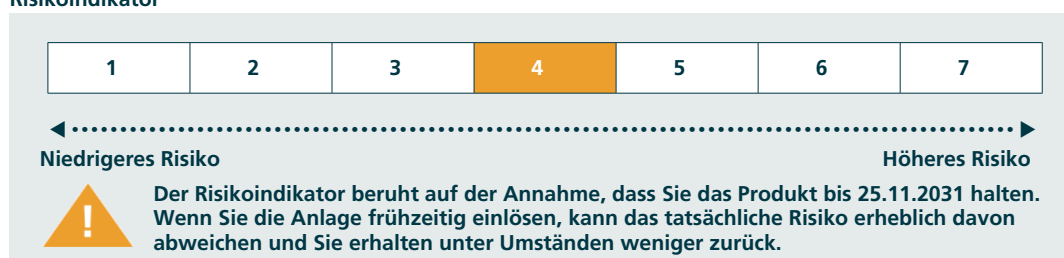 Risikoindikator
1 2 3 4 5 6 7
Niedrigeres Risiko Höheres Risiko
Der Risikoindikator beruht auf der Annahme, dass Sie das Produkt bis 25.11.2031 halten.
Wenn Sie die Anlage frühzeitig einlösen, kann das tatsächliche Risiko erheblich davon
abweichen und Sie erhalten unter Umständen weniger zurück.